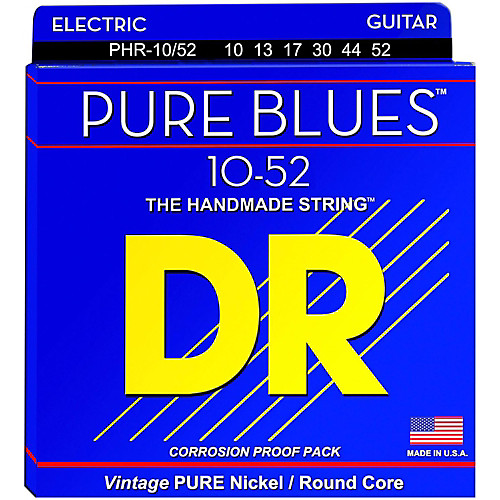 ELECTRIC GUITAR
PHR-10/52 10 13 17 30 44 52
PURE BLUES™
10-52
THE HANDMADE STRING™
DR
CORROSION PROOF PACK
MADE IN U.S.A.
Vintage PURE Nickel / Round Core